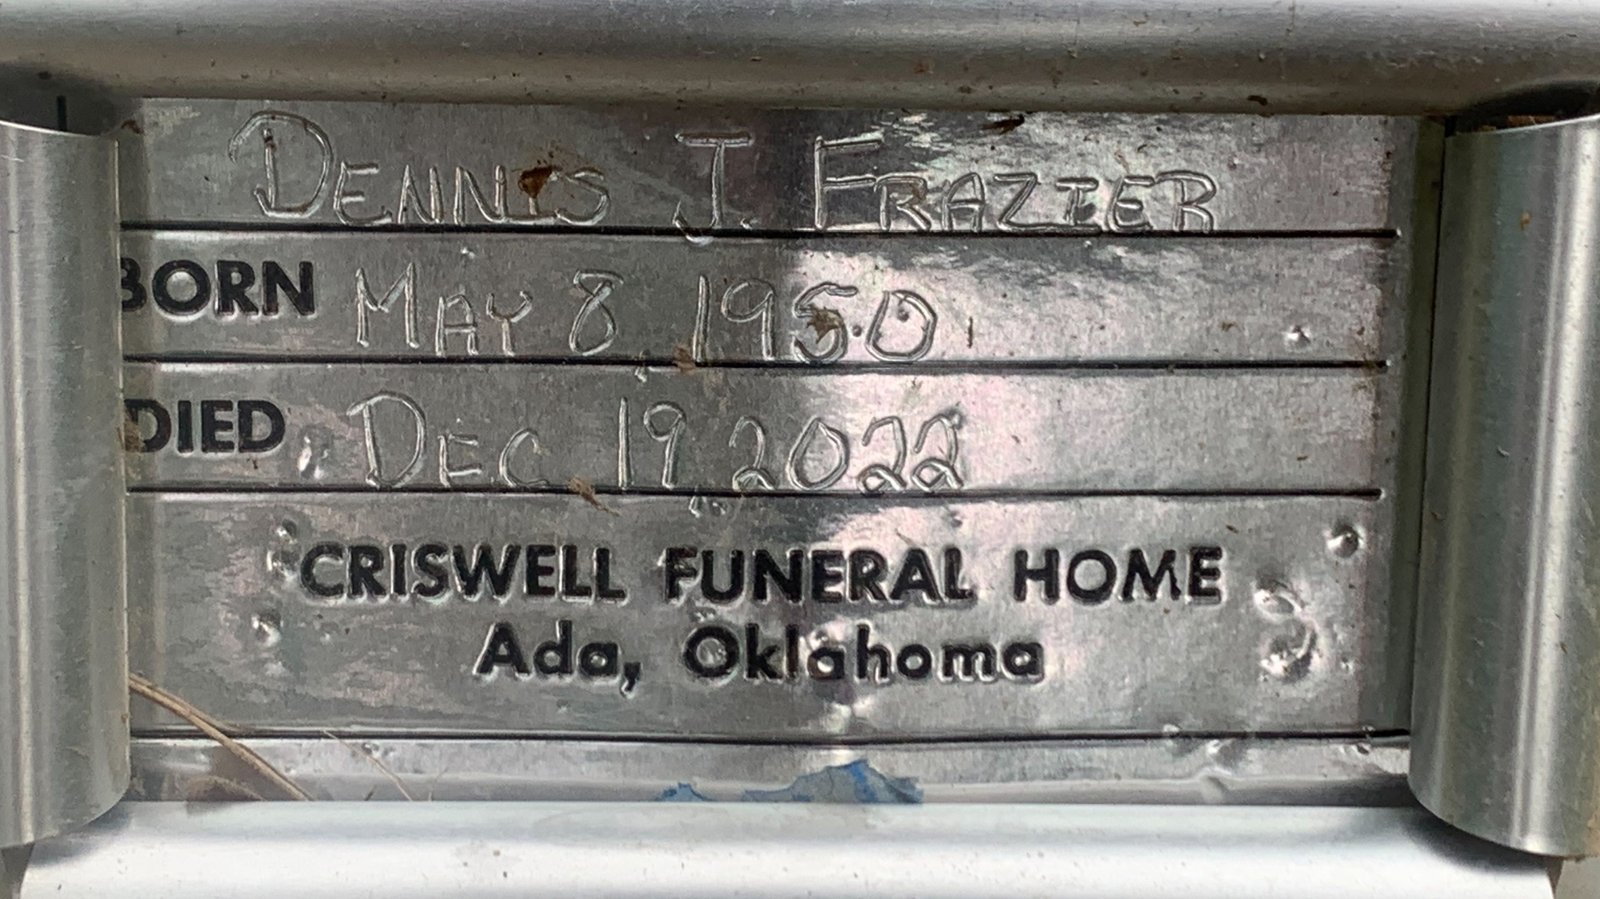 DENNIS J. FRAZIER
BORN MAY 8 1950
DIED DEC 19, 2022
CRISWELL FUNERAL HOME
Ada, Oklahoma